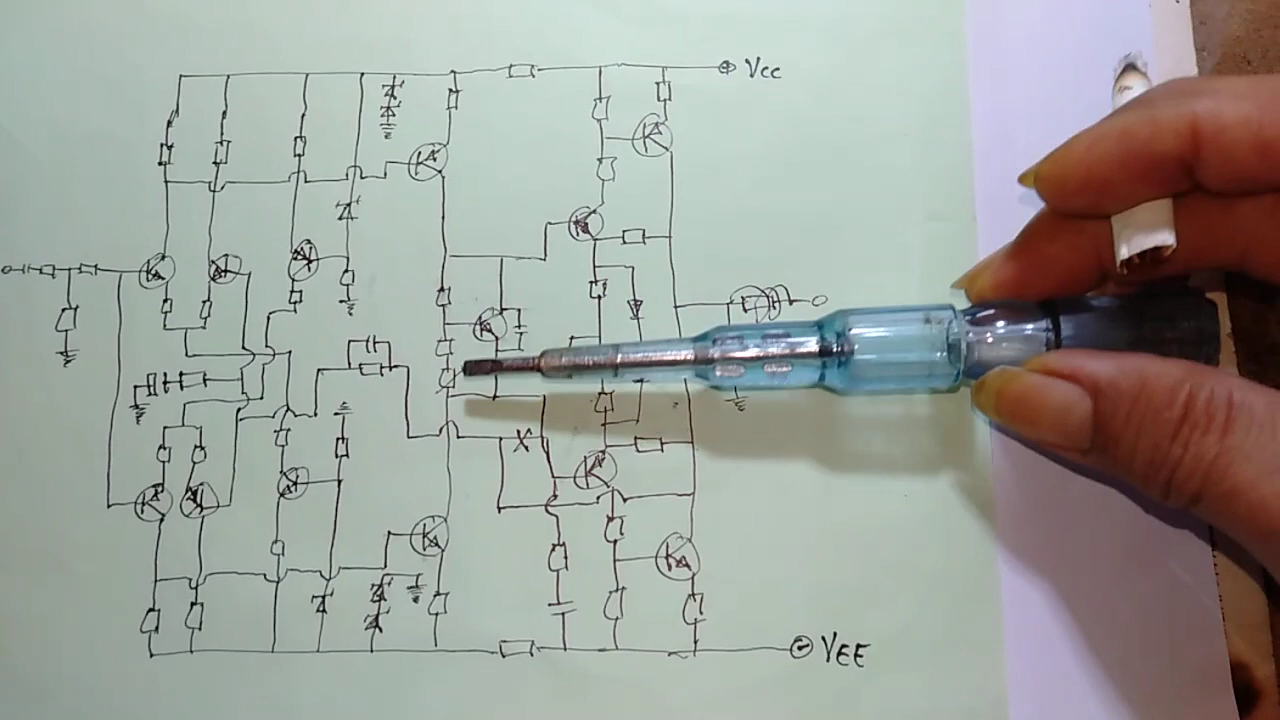 ⊕ Vcc
X
⊖ VEE